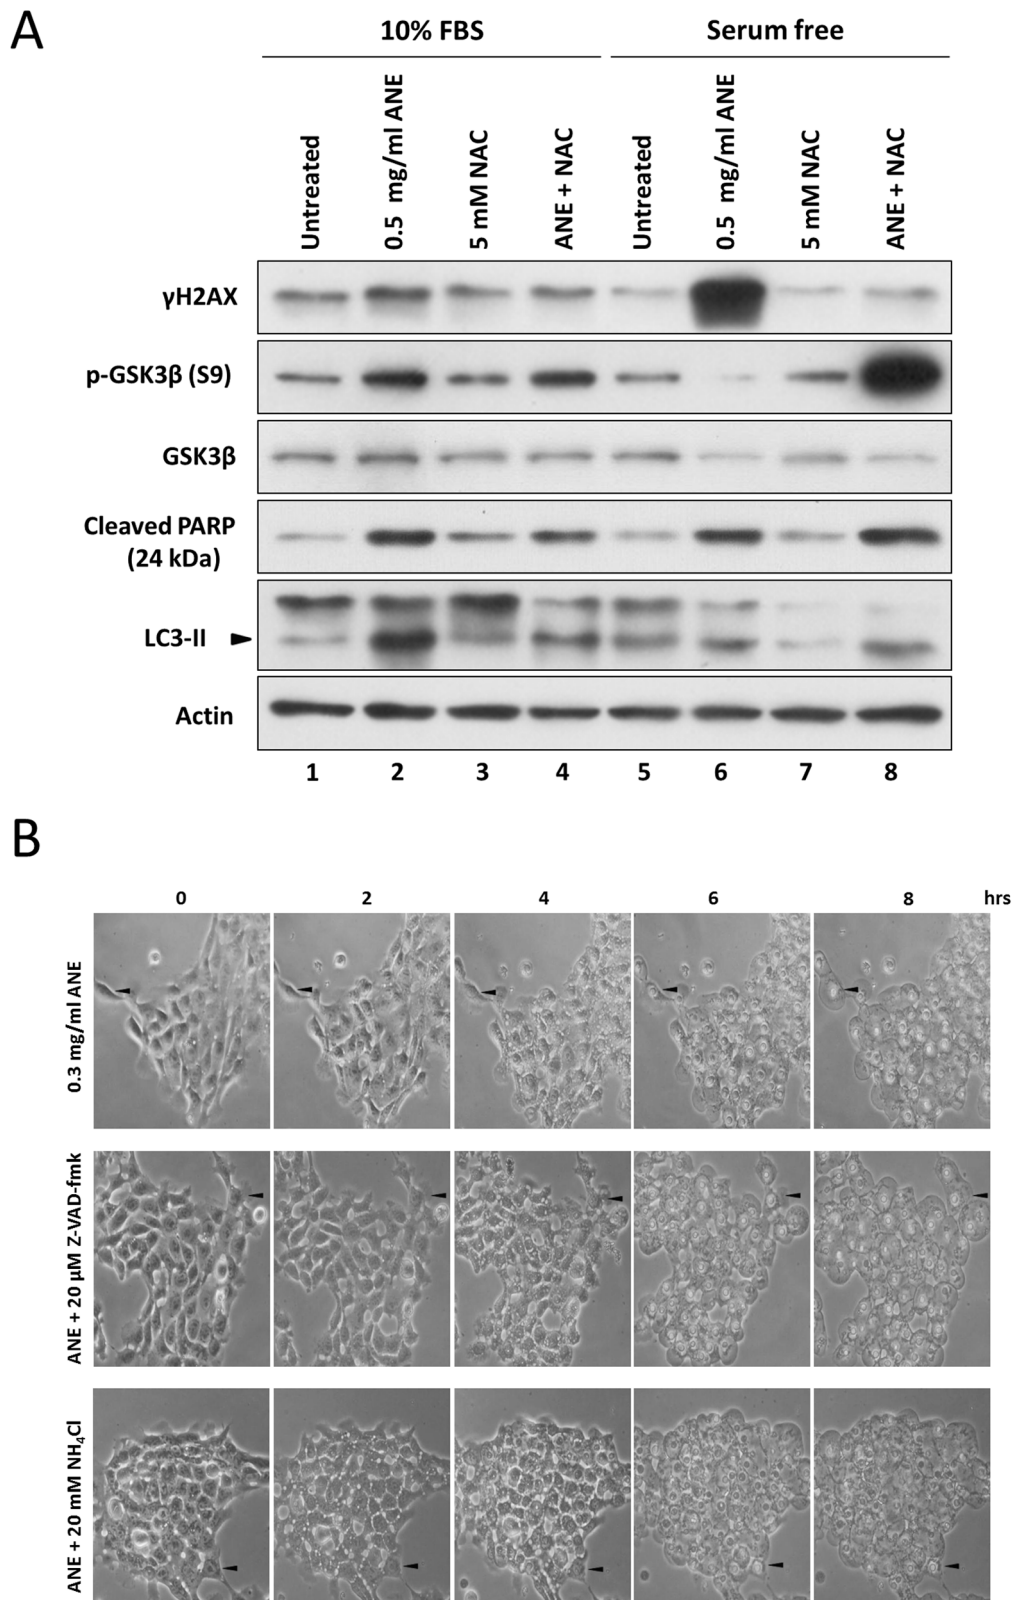 A
10% FBS
Serum free
Untreated
0.5 mg/ml ANE
5 mM NAC
ANE + NAC
Untreated
0.5 mg/ml ANE
5 mM NAC
ANE + NAC
γH2AX
p-GSK3β (S9)
GSK3β
Cleaved PARP
(24 kDa)
LC3-II
Actin
1 2 3 4 5 6 7 8
B
0 2 4 6 8 hrs
0.3 mg/ml ANE
ANE + 20 μM Z-VAD-fmk
ANE + 20 mM NH₄Cl